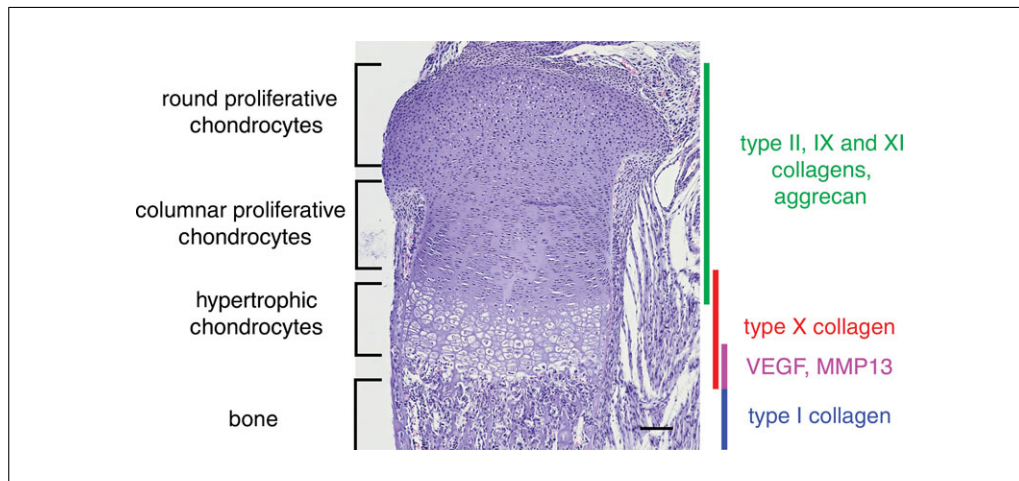 round proliferative
chondrocytes
columnar proliferative
chondrocytes
hypertrophic
chondrocytes
bone
type II, IX and XI
collagens,
aggrecan
type X collagen
VEGF, MMP13
type I collagen